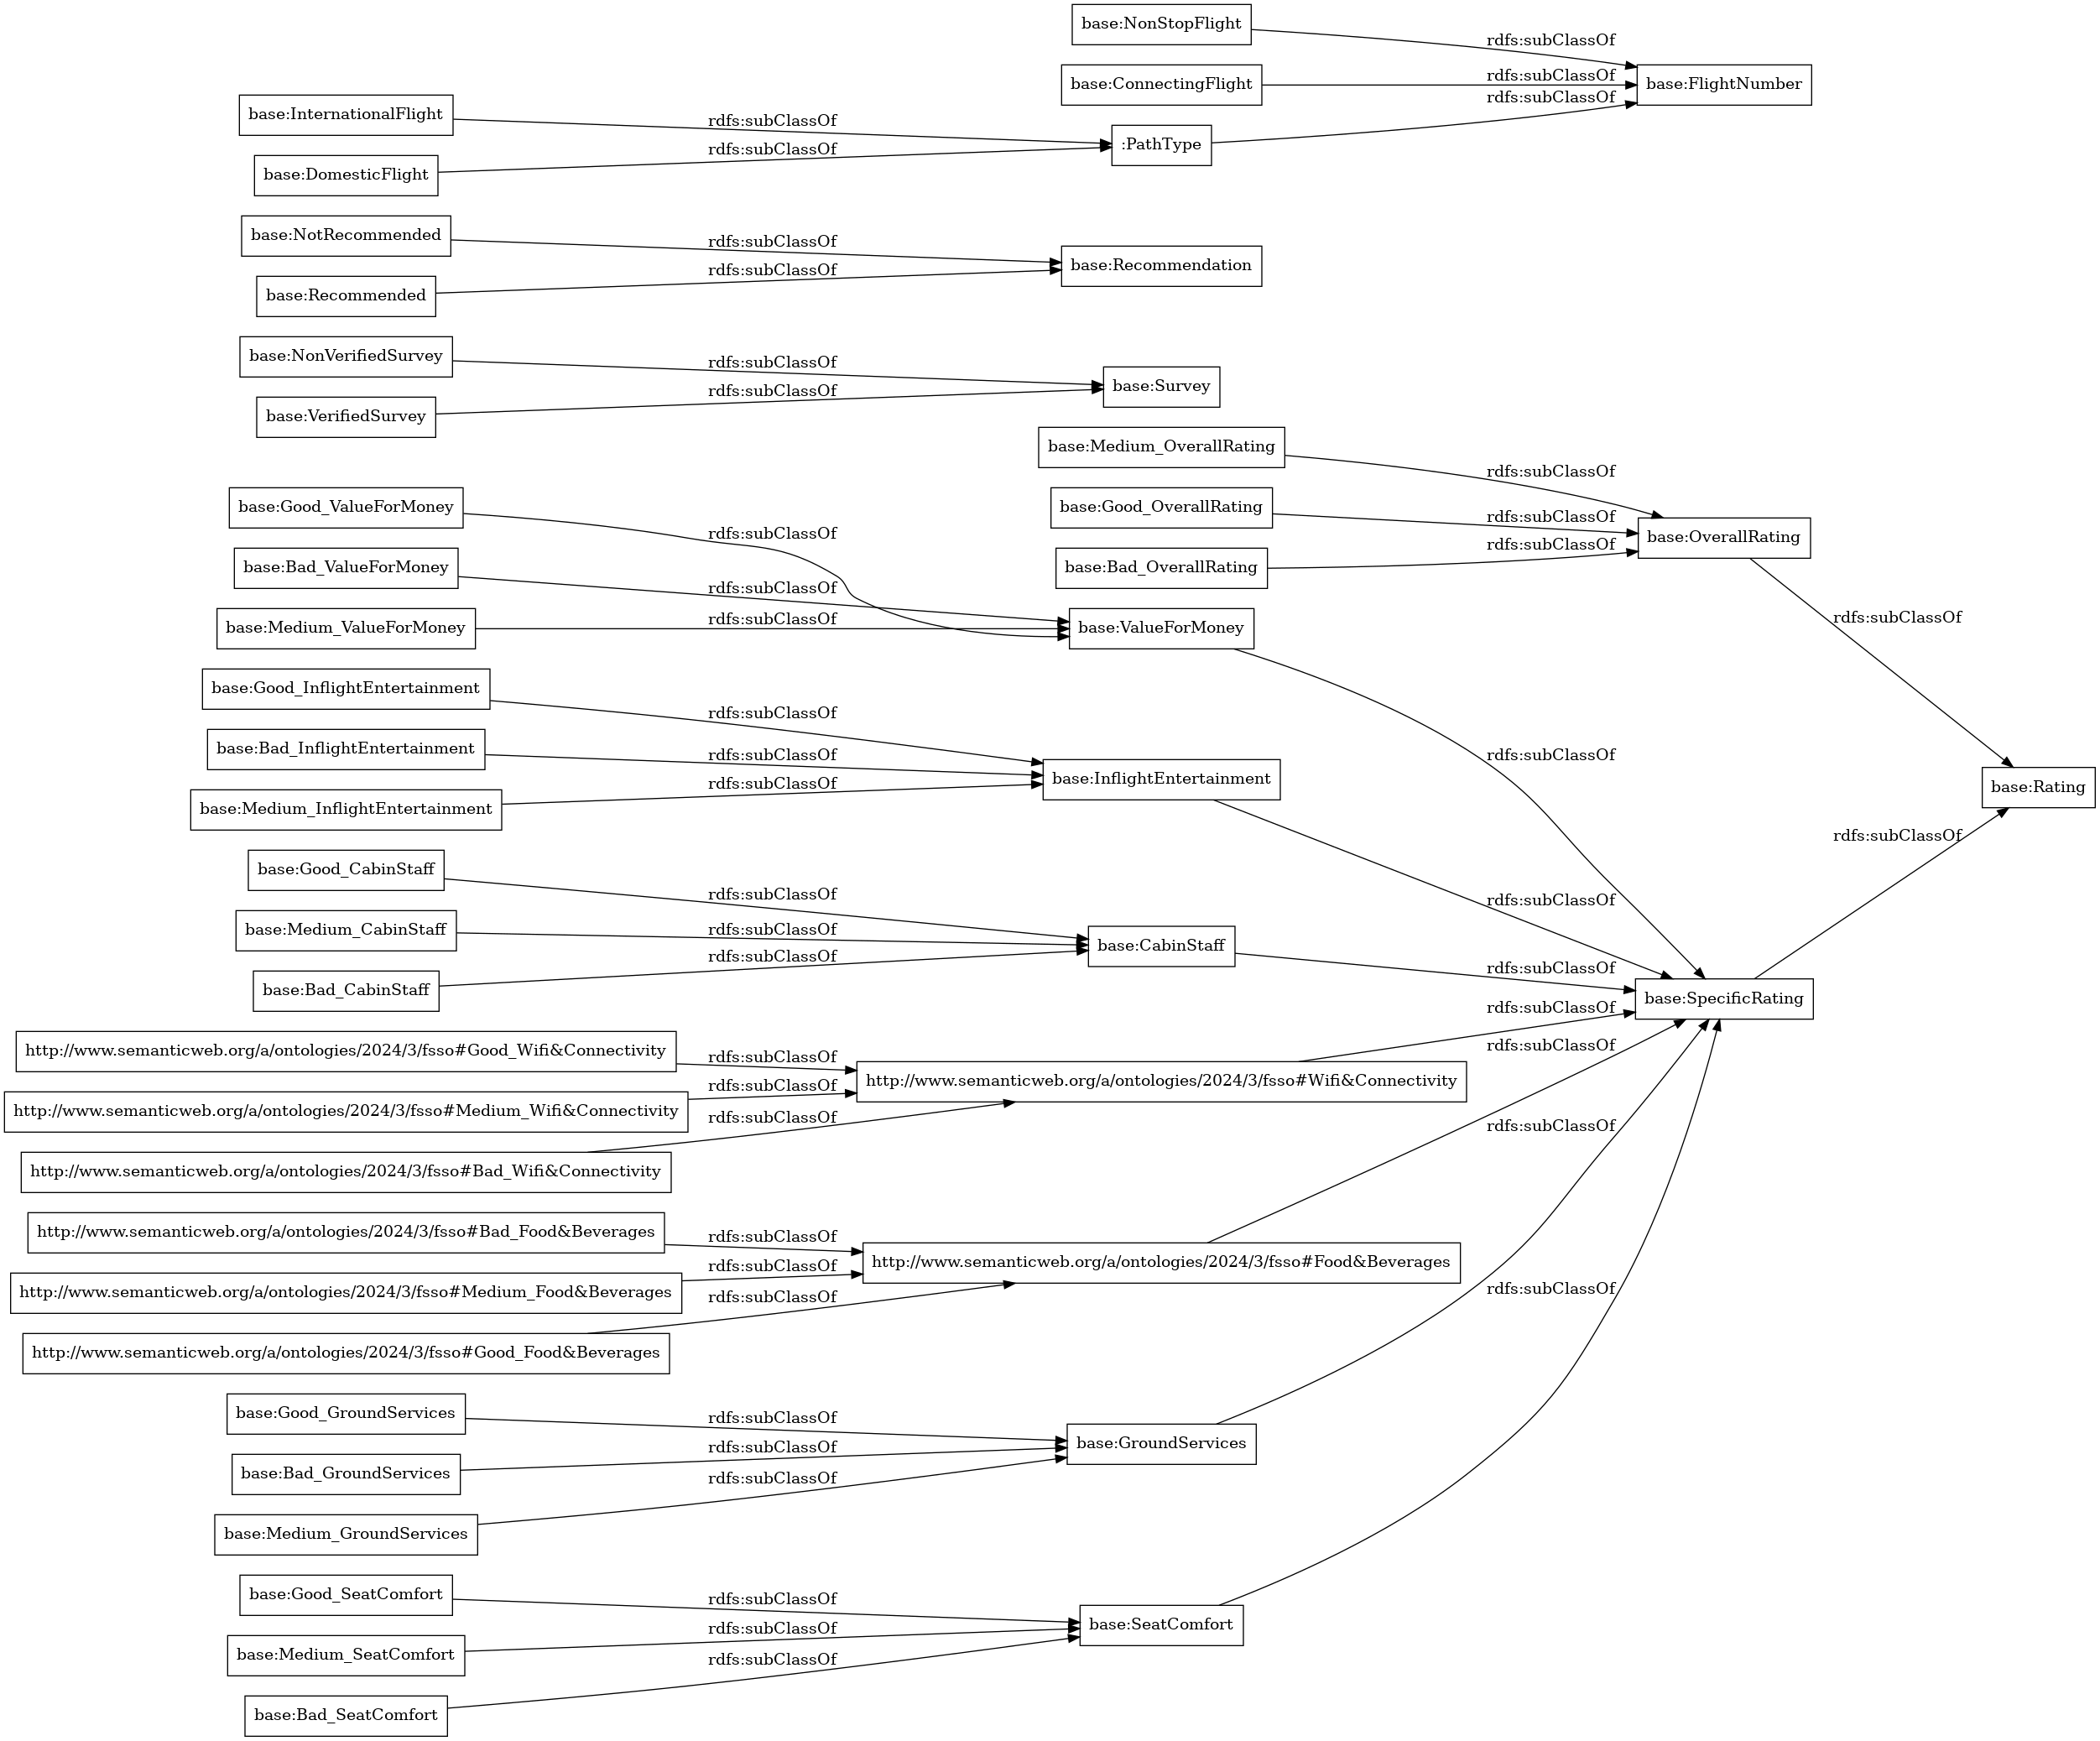 base:NonStopFlight
rdfs:subClassOf
base:ConnectingFlight
rdfs:subClassOf
base:FlightNumber
rdfs:subClassOf
base:InternationalFlight
rdfs:subClassOf
:PathType
rdfs:subClassOf
base:DomesticFlight
base:NotRecommended
rdfs:subClassOf
base:Recommendation
rdfs:subClassOf
base:Recommended
base:NonVerifiedSurvey
rdfs:subClassOf
base:Survey
rdfs:subClassOf
base:VerifiedSurvey
base:Medium_OverallRating
rdfs:subClassOf
base:Good_OverallRating
rdfs:subClassOf
base:OverallRating
rdfs:subClassOf
base:Bad_OverallRating
rdfs:subClassOf
base:Good_ValueForMoney
rdfs:subClassOf
base:Bad_ValueForMoney
rdfs:subClassOf
base:Medium_ValueForMoney
rdfs:subClassOf
base:ValueForMoney
rdfs:subClassOf
base:Good_InflightEntertainment
rdfs:subClassOf
base:Bad_InflightEntertainment
rdfs:subClassOf
base:InflightEntertainment
rdfs:subClassOf
base:Rating
rdfs:subClassOf
base:Medium_InflightEntertainment
rdfs:subClassOf
base:Good_CabinStaff
rdfs:subClassOf
base:Medium_CabinStaff
rdfs:subClassOf
base:CabinStaff
rdfs:subClassOf
rdfs:subClassOf
base:Bad_CabinStaff
base:SpecificRating
http://www.semanticweb.org/a/ontologies/2024/3/fsso#Good_Wifi&Connectivity
rdfs:subClassOf
rdfs:subClassOf
http://www.semanticweb.org/a/ontologies/2024/3/fsso#Wifi&Connectivity
rdfs:subClassOf
http://www.semanticweb.org/a/ontologies/2024/3/fsso#Medium_Wifi&Connectivity
rdfs:subClassOf
rdfs:subClassOf
http://www.semanticweb.org/a/ontologies/2024/3/fsso#Bad_Wifi&Connectivity
rdfs:subClassOf
http://www.semanticweb.org/a/ontologies/2024/3/fsso#Bad_Food&Beverages
rdfs:subClassOf
http://www.semanticweb.org/a/ontologies/2024/3/fsso#Food&Beverages
rdfs:subClassOf
http://www.semanticweb.org/a/ontologies/2024/3/fsso#Medium_Food&Beverages
rdfs:subClassOf
rdfs:subClassOf
http://www.semanticweb.org/a/ontologies/2024/3/fsso#Good_Food&Beverages
base:Good_GroundServices
rdfs:subClassOf
base:GroundServices
rdfs:subClassOf
base:Bad_GroundServices
rdfs:subClassOf
base:Medium_GroundServices
base:Good_SeatComfort
rdfs:subClassOf
base:SeatComfort
rdfs:subClassOf
base:Medium_SeatComfort
rdfs:subClassOf
base:Bad_SeatComfort